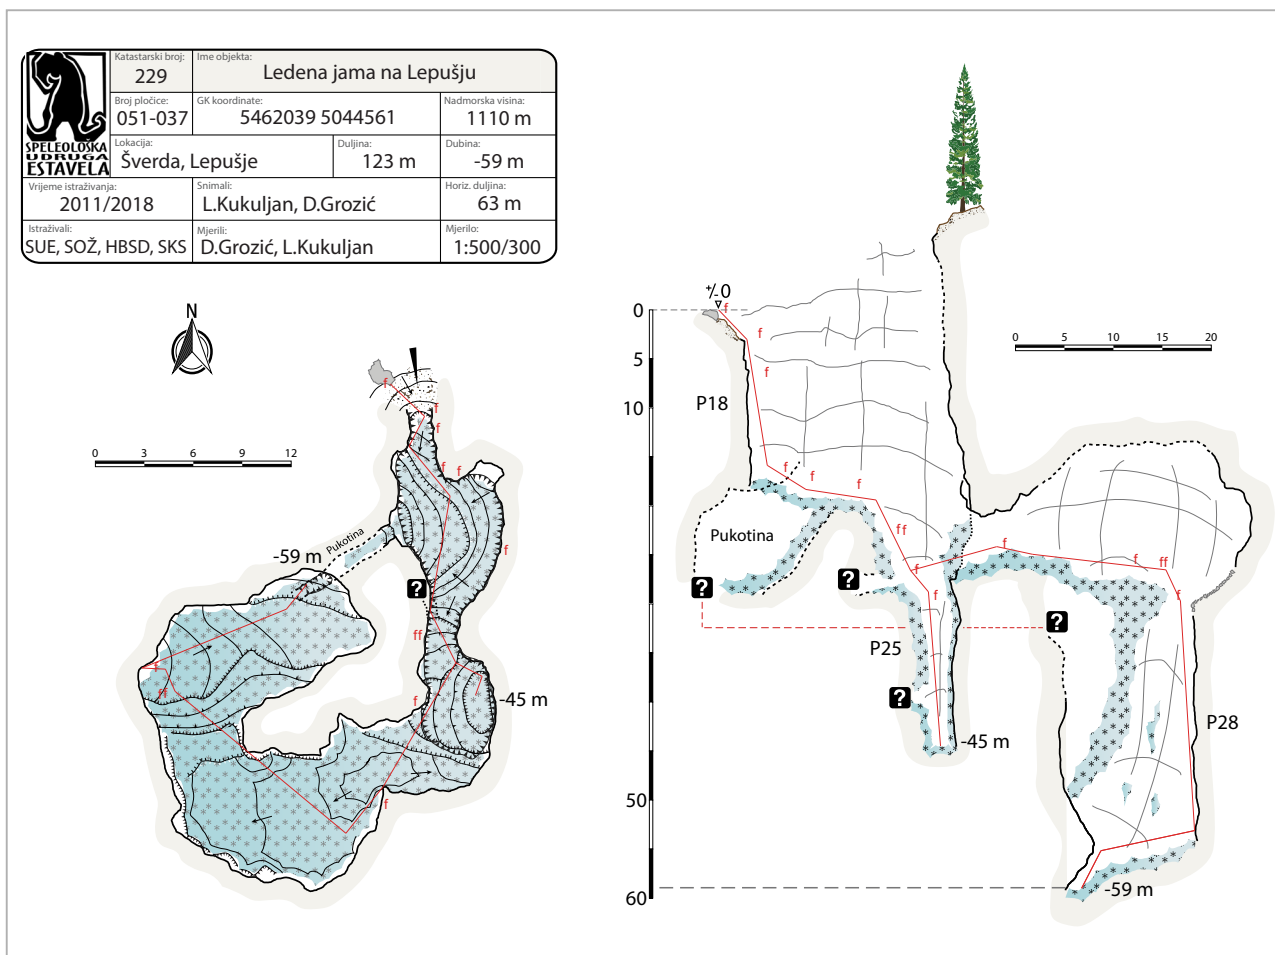 SPELEOLOŠKA
UDRUGA
ESTAVELA
Katastarski broj:
229
Ime objekta:
Ledena jama na Lepušju
Broj pločice:
051-037
GK koordinate:
5462039 5044561
Nadmorska visina:
1110 m
Lokacija:
Šverda, Lepušje
Duljina:
123 m
Dubina:
-59 m
Vrijeme istraživanja:
2011/2018
Snimali:
L.Kukuljan, D.Grozić
Horiz. duljina:
63 m
Istraživali:
SUE, SOŽ, HBSD, SKS
Mjerili:
D.Grozić, L.Kukuljan
Mjerilo:
1:500/300
N
0 3 6 9 12
f
f
f
f
f
f
Pukotina
-59 m
?
f
ff
f
ff
f
f
-45 m
f
+/-0
0
5
10
50
60
0 5 10 15 20
f
f
f
P18
f
f
f
ff
Pukotina
f
f
f
ff
?
?
f
f
?
P25
?
P28
-45 m
-59 m